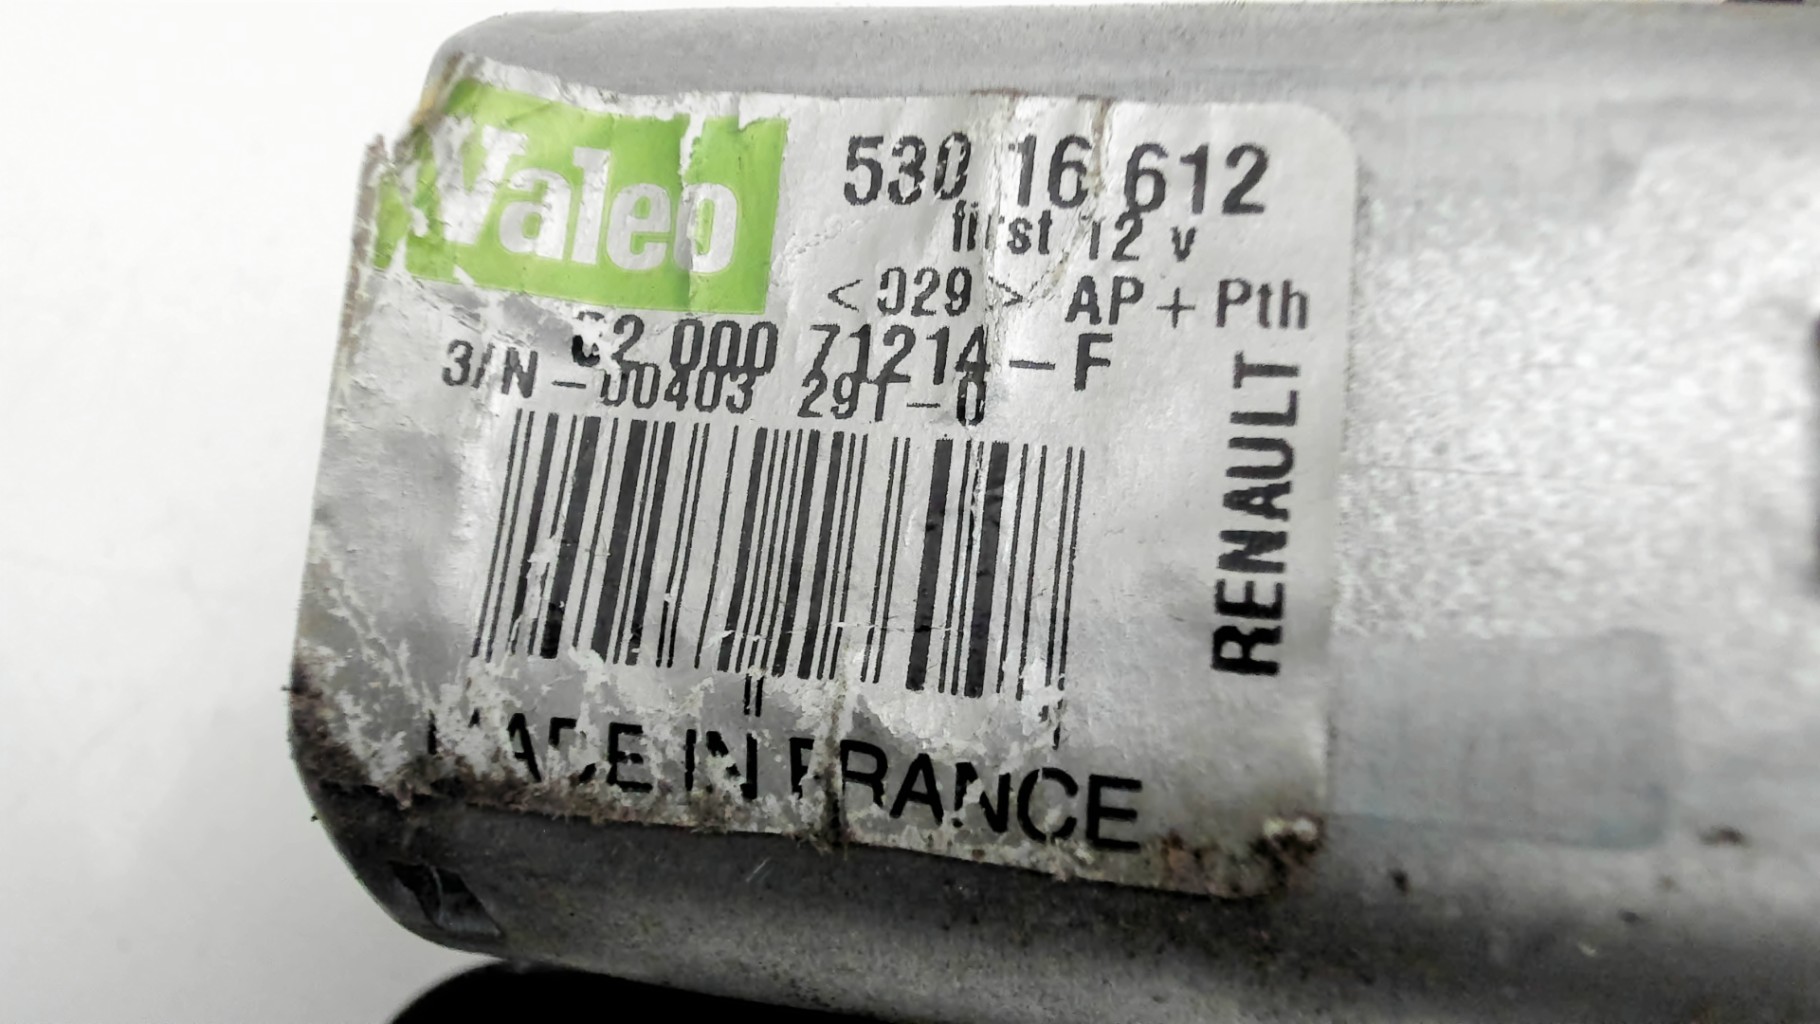 Valeo
530 16 612
first 12 v
<029> AP + Pth
82 000 71214 - F
3/N - 00403 291 - 0
RENAULT
MADE IN FRANCE